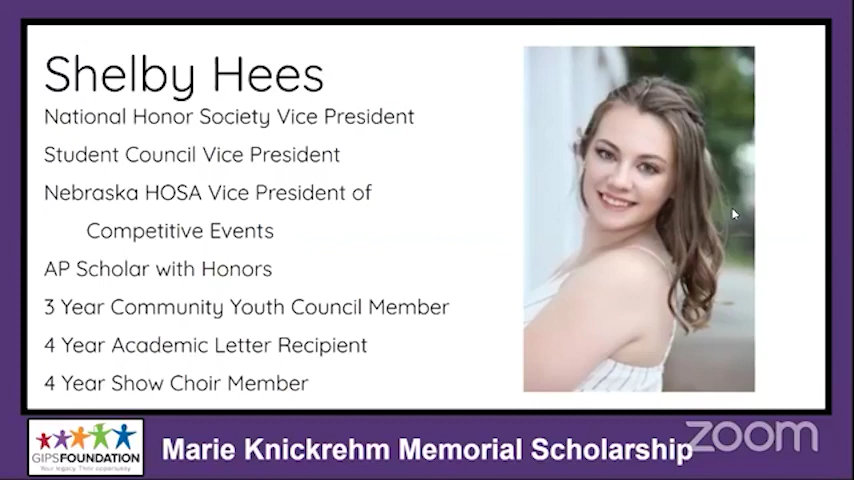 Shelby Hees
National Honor Society Vice President
Student Council Vice President
Nebraska HOSA Vice President of
Competitive Events
AP Scholar with Honors
3 Year Community Youth Council Member
4 Year Academic Letter Recipient
4 Year Show Choir Member
GIPSFOUNDATION
Your legacy. Their opportunity.
Marie Knickrehm Memorial Scholarship
zoom